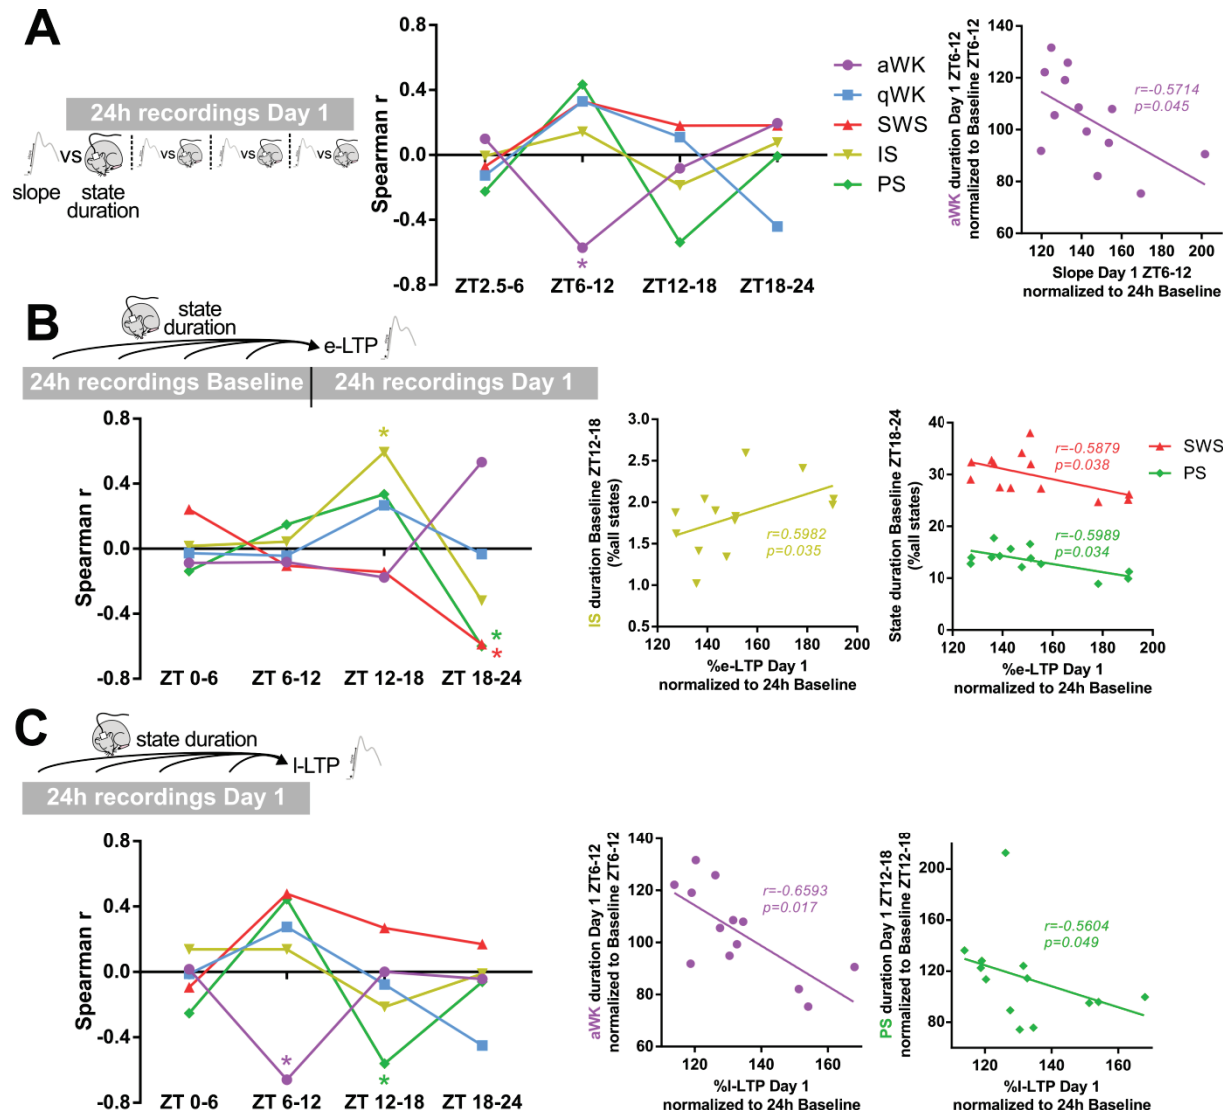 A
24h recordings Day 1
vs
vs
vs
vs
slope
state
duration
Spearman r
0.8
0.4
0.0
-0.4
-0.8
ZT2.5-6
ZT6-12
ZT12-18
ZT18-24
*
aWK
qWK
SWS
IS
PS
aWK duration Day 1 ZT6-12
normalized to Baseline ZT6-12
140
120
100
80
60
r=-0.5714
p=0.045
120
140
160
180
200
Slope Day 1 ZT6-12
normalized to 24h Baseline
B
state
duration
e-LTP
24h recordings Baseline
24h recordings Day 1
Spearman r
0.8
0.4
0.0
-0.4
-0.8
*
*
*
ZT 0-6
ZT 6-12
ZT 12-18
ZT 18-24
IS duration Baseline ZT12-18
(%all states)
3.0
2.5
2.0
1.5
1.0
0.5
r=0.5982
p=0.035
120
140
160
180
200
%e-LTP Day 1
normalized to 24h Baseline
State duration Baseline ZT18-24
(%all states)
40
30
20
10
0
r=-0.5879
p=0.038
r=-0.5989
p=0.034
SWS
PS
120
140
160
180
200
%e-LTP Day 1
normalized to 24h Baseline
C
state duration
l-LTP
24h recordings Day 1
Spearman r
0.8
0.4
0.0
-0.4
-0.8
*
*
ZT 0-6
ZT 6-12
ZT 12-18
ZT 18-24
aWK duration Day 1 ZT6-12
normalized to Baseline ZT6-12
140
120
100
80
60
r=-0.6593
p=0.017
120
140
160
%l-LTP Day 1
normalized to 24h Baseline
PS duration Day 1 ZT12-18
normalized to Baseline ZT12-18
200
160
120
80
r=-0.5604
p=0.049
120
140
160
%l-LTP Day 1
normalized to 24h Baseline